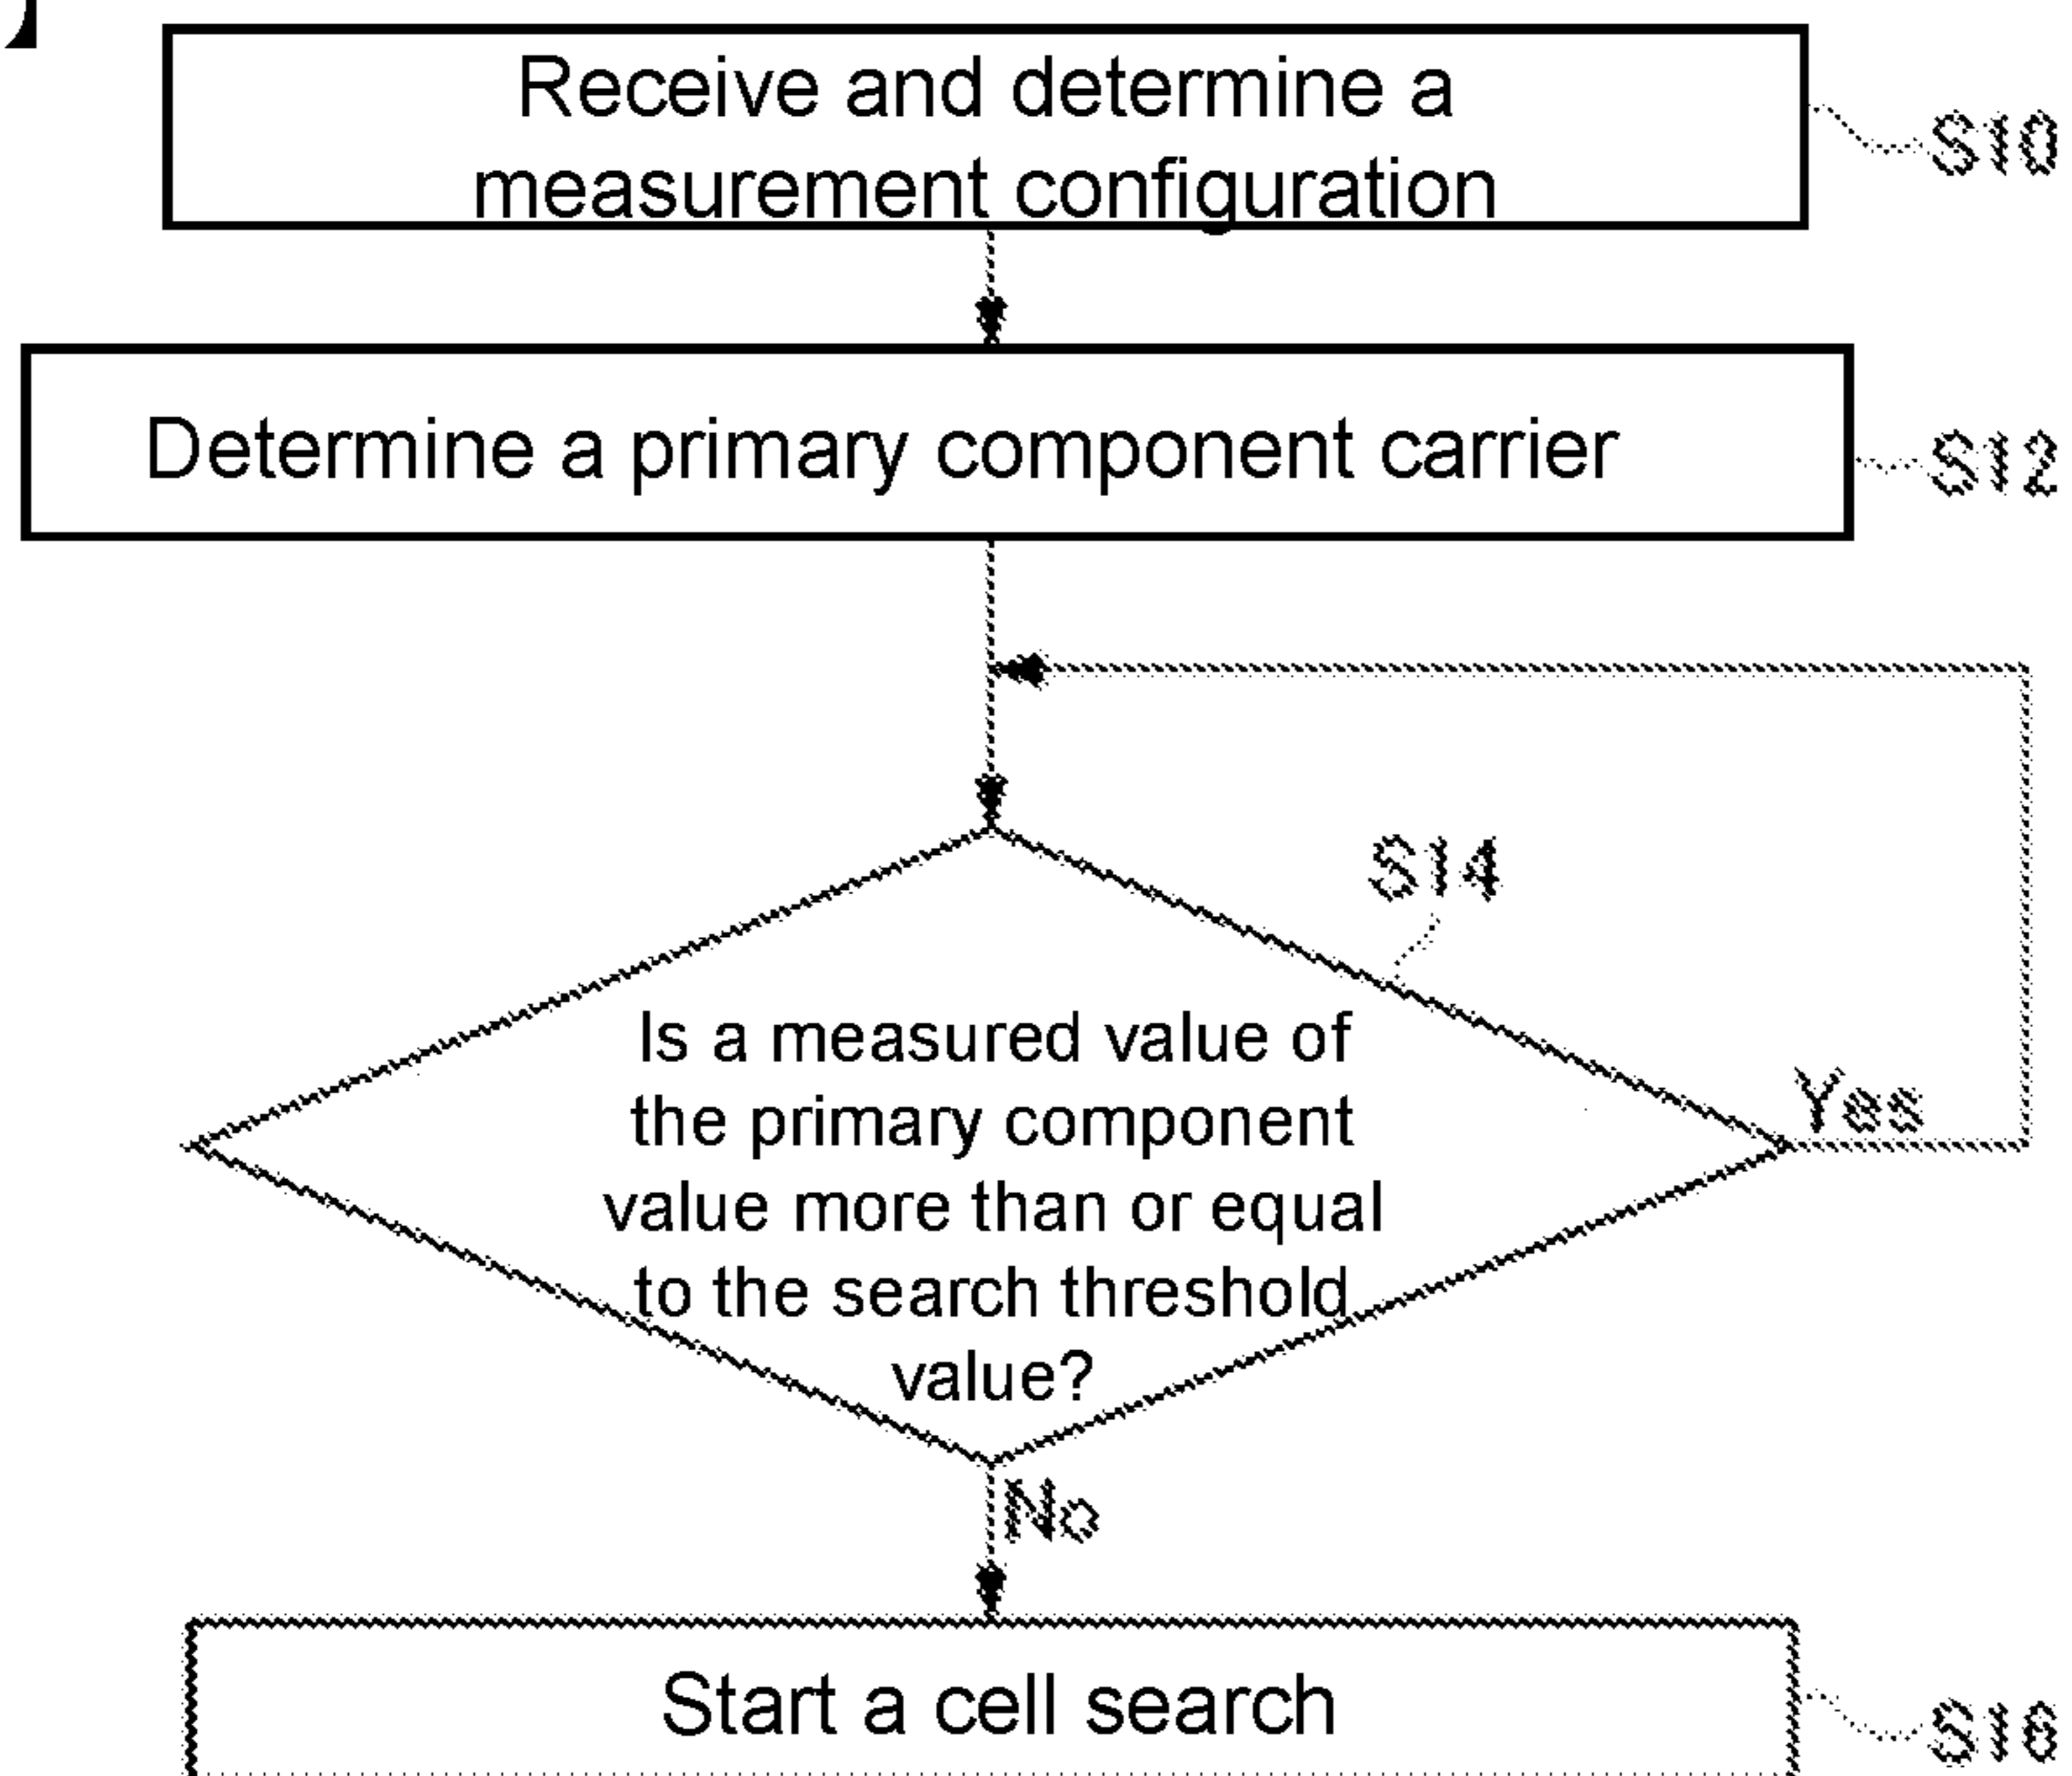 Receive and determine a
measurement configuration
S10
Determine a primary component carrier
S12
S14
Is a measured value of
the primary component
value more than or equal
to the search threshold
value?
Yes
No
Start a cell search
S16